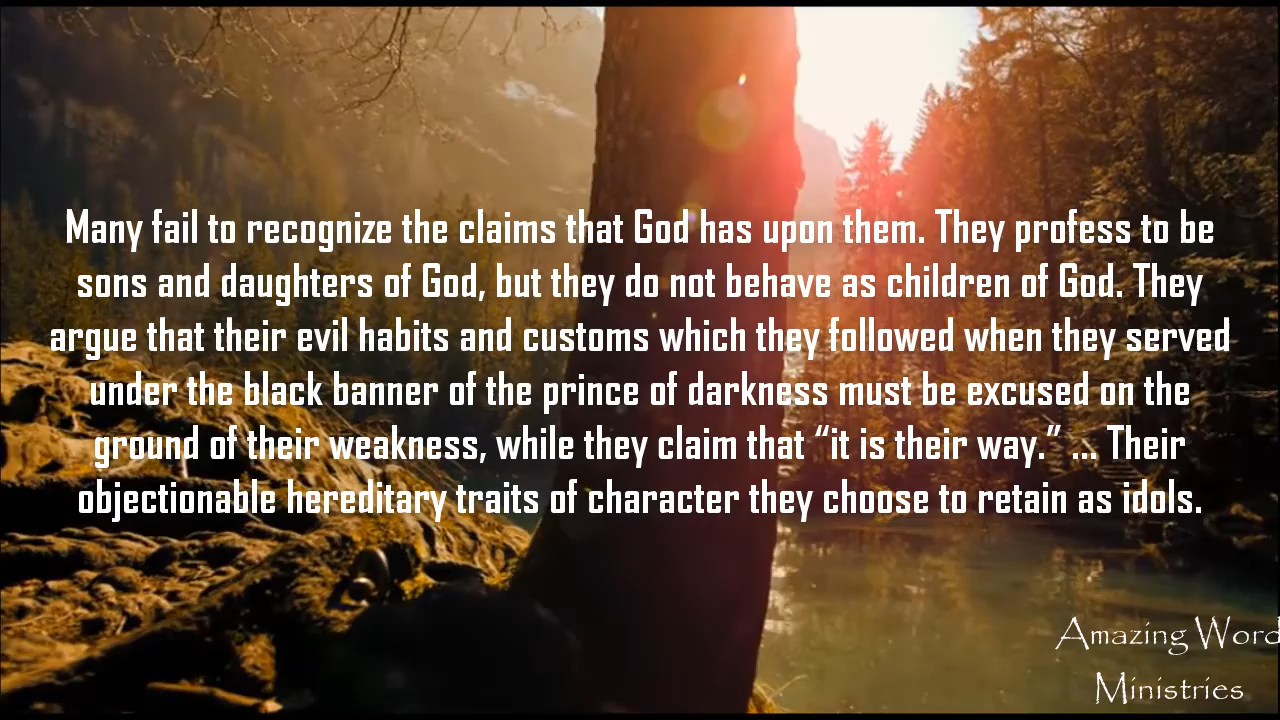 Many fail to recognize the claims that God has upon them. They profess to be
sons and daughters of God, but they do not behave as children of God. They
argue that their evil habits and customs which they followed when they served
under the black banner of the prince of darkness must be excused on the
ground of their weakness, while they claim that “it is their way.” ... Their
objectionable hereditary traits of character they choose to retain as idols.
Amazing Word
Ministries